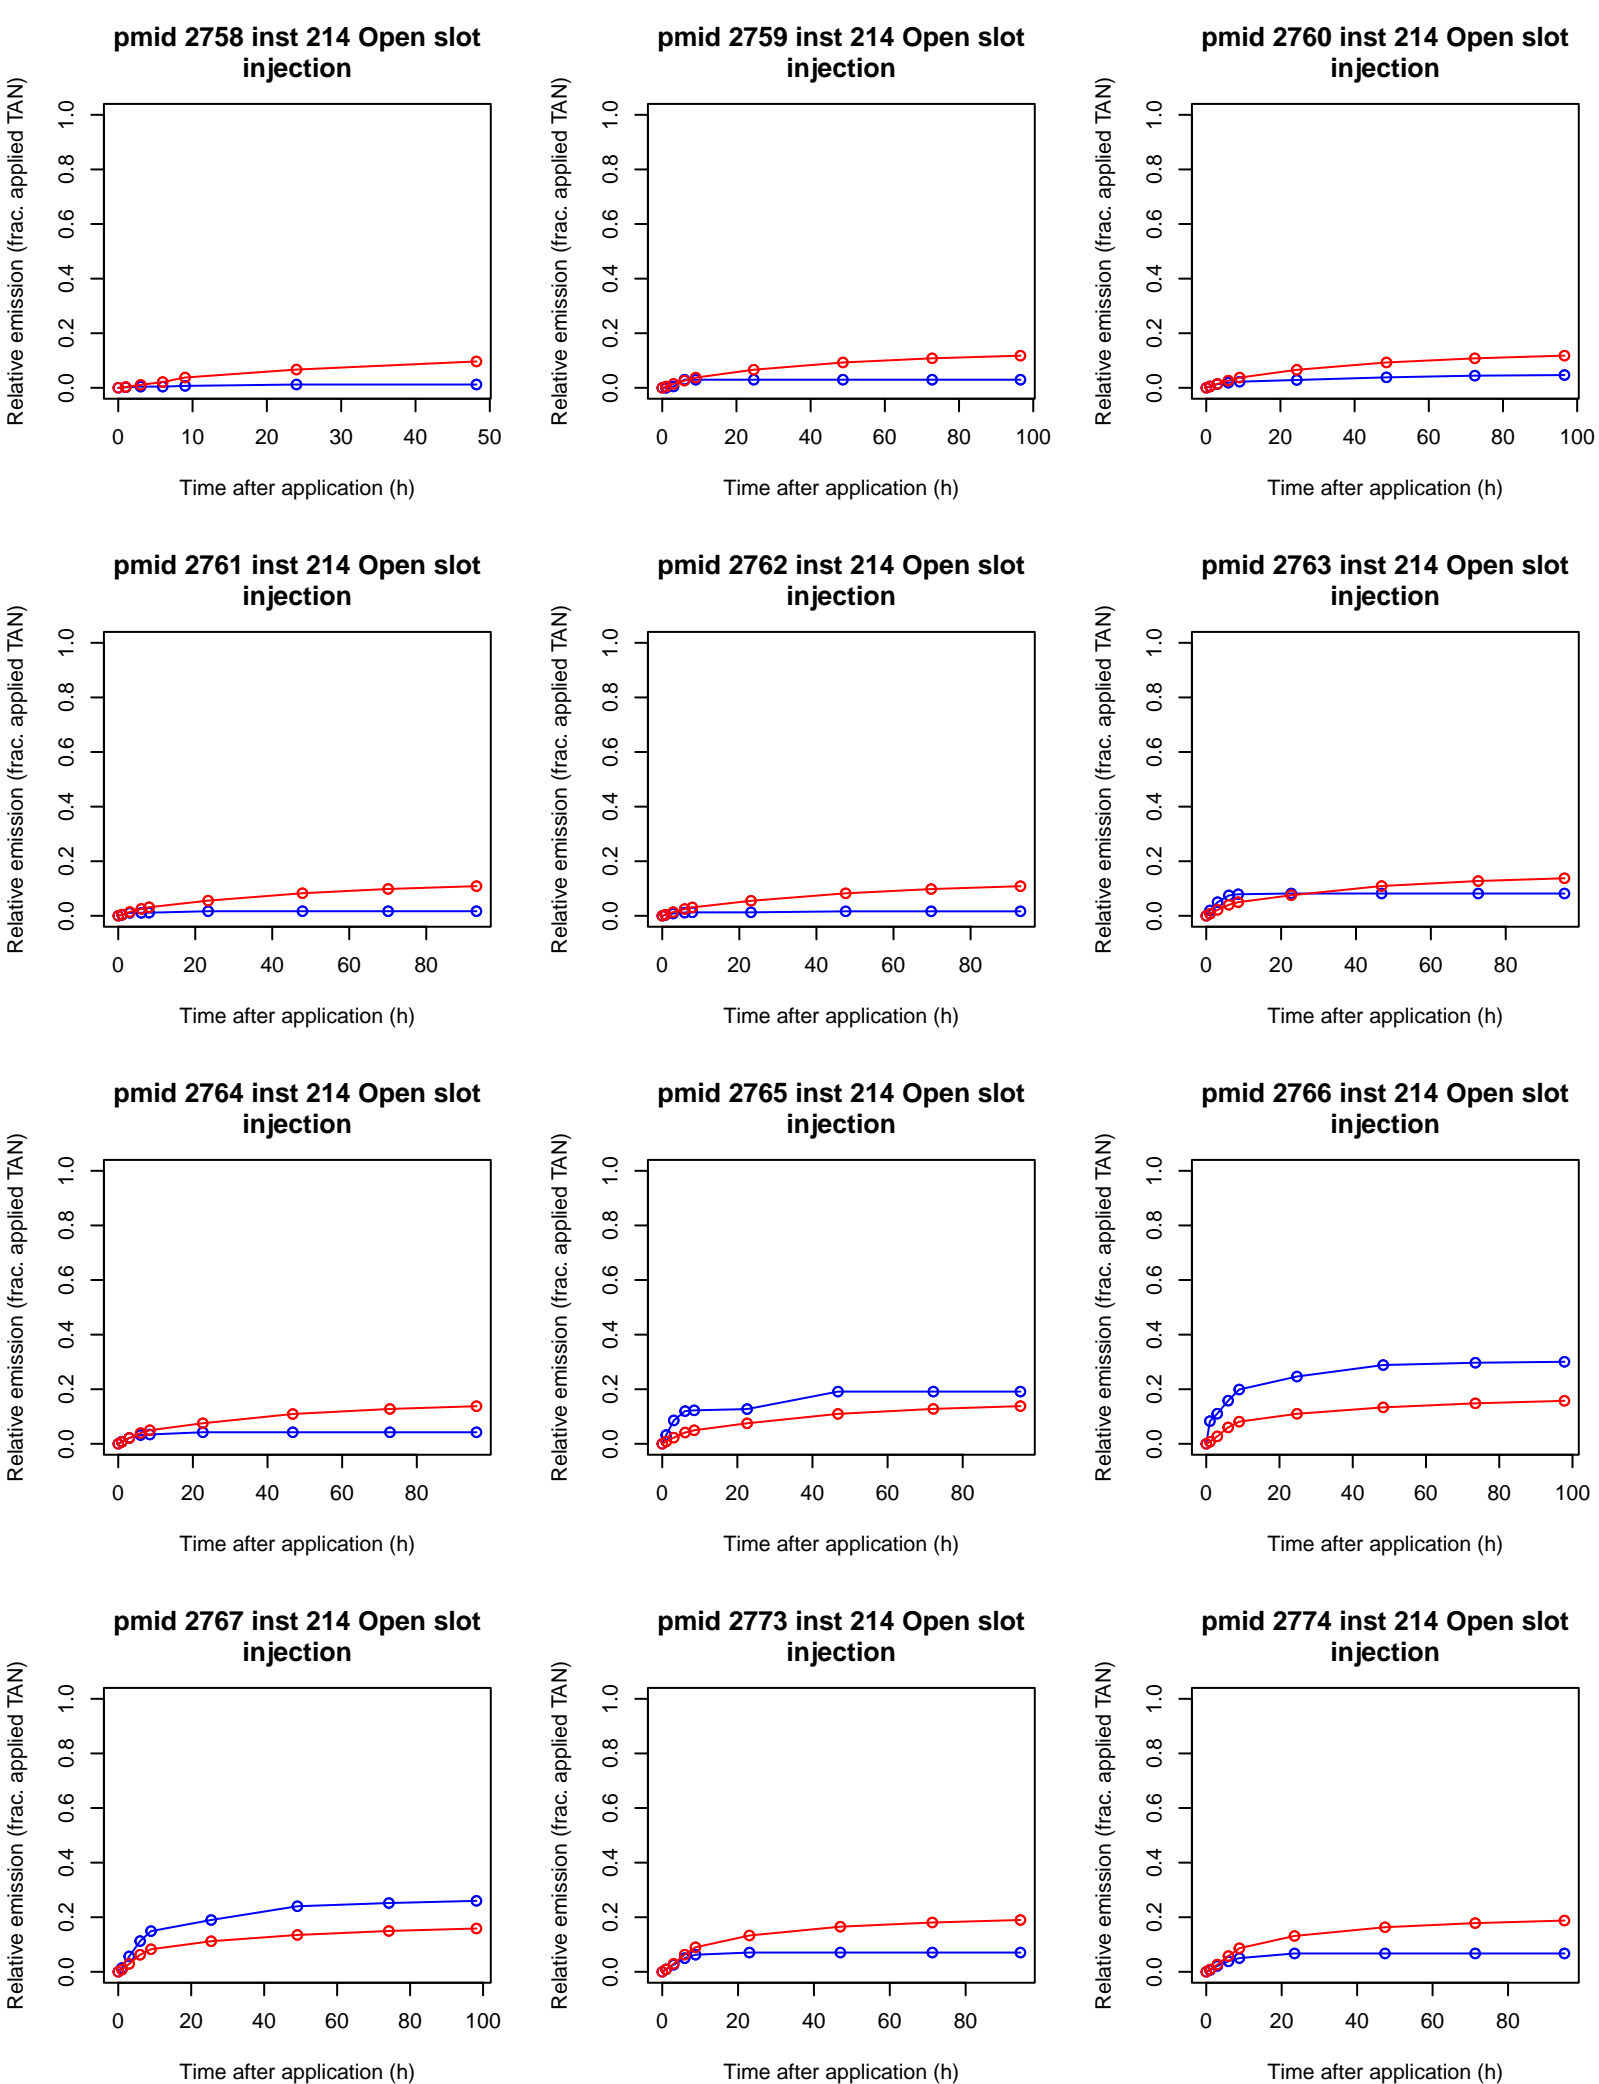 pmid 2758 inst 214 Open slot
injection
Relative emission (frac. applied TAN)
1.0
0.8
0.6
0.4
0.2
0.0
0 10 20 30 40 50
Time after application (h)
pmid 2759 inst 214 Open slot
injection
Relative emission (frac. applied TAN)
1.0
0.8
0.6
0.4
0.2
0.0
0 20 40 60 80 100
Time after application (h)
pmid 2760 inst 214 Open slot
injection
Relative emission (frac. applied TAN)
1.0
0.8
0.6
0.4
0.2
0.0
0 20 40 60 80 100
Time after application (h)
pmid 2761 inst 214 Open slot
injection
Relative emission (frac. applied TAN)
1.0
0.8
0.6
0.4
0.2
0.0
0 20 40 60 80
Time after application (h)
pmid 2762 inst 214 Open slot
injection
Relative emission (frac. applied TAN)
1.0
0.8
0.6
0.4
0.2
0.0
0 20 40 60 80
Time after application (h)
pmid 2763 inst 214 Open slot
injection
Relative emission (frac. applied TAN)
1.0
0.8
0.6
0.4
0.2
0.0
0 20 40 60 80
Time after application (h)
pmid 2764 inst 214 Open slot
injection
Relative emission (frac. applied TAN)
1.0
0.8
0.6
0.4
0.2
0.0
0 20 40 60 80
Time after application (h)
pmid 2765 inst 214 Open slot
injection
Relative emission (frac. applied TAN)
1.0
0.8
0.6
0.4
0.2
0.0
0 20 40 60 80
Time after application (h)
pmid 2766 inst 214 Open slot
injection
Relative emission (frac. applied TAN)
1.0
0.8
0.6
0.4
0.2
0.0
0 20 40 60 80 100
Time after application (h)
pmid 2767 inst 214 Open slot
injection
Relative emission (frac. applied TAN)
1.0
0.8
0.6
0.4
0.2
0.0
0 20 40 60 80 100
Time after application (h)
pmid 2773 inst 214 Open slot
injection
Relative emission (frac. applied TAN)
1.0
0.8
0.6
0.4
0.2
0.0
0 20 40 60 80
Time after application (h)
pmid 2774 inst 214 Open slot
injection
Relative emission (frac. applied TAN)
1.0
0.8
0.6
0.4
0.2
0.0
0 20 40 60 80
Time after application (h)